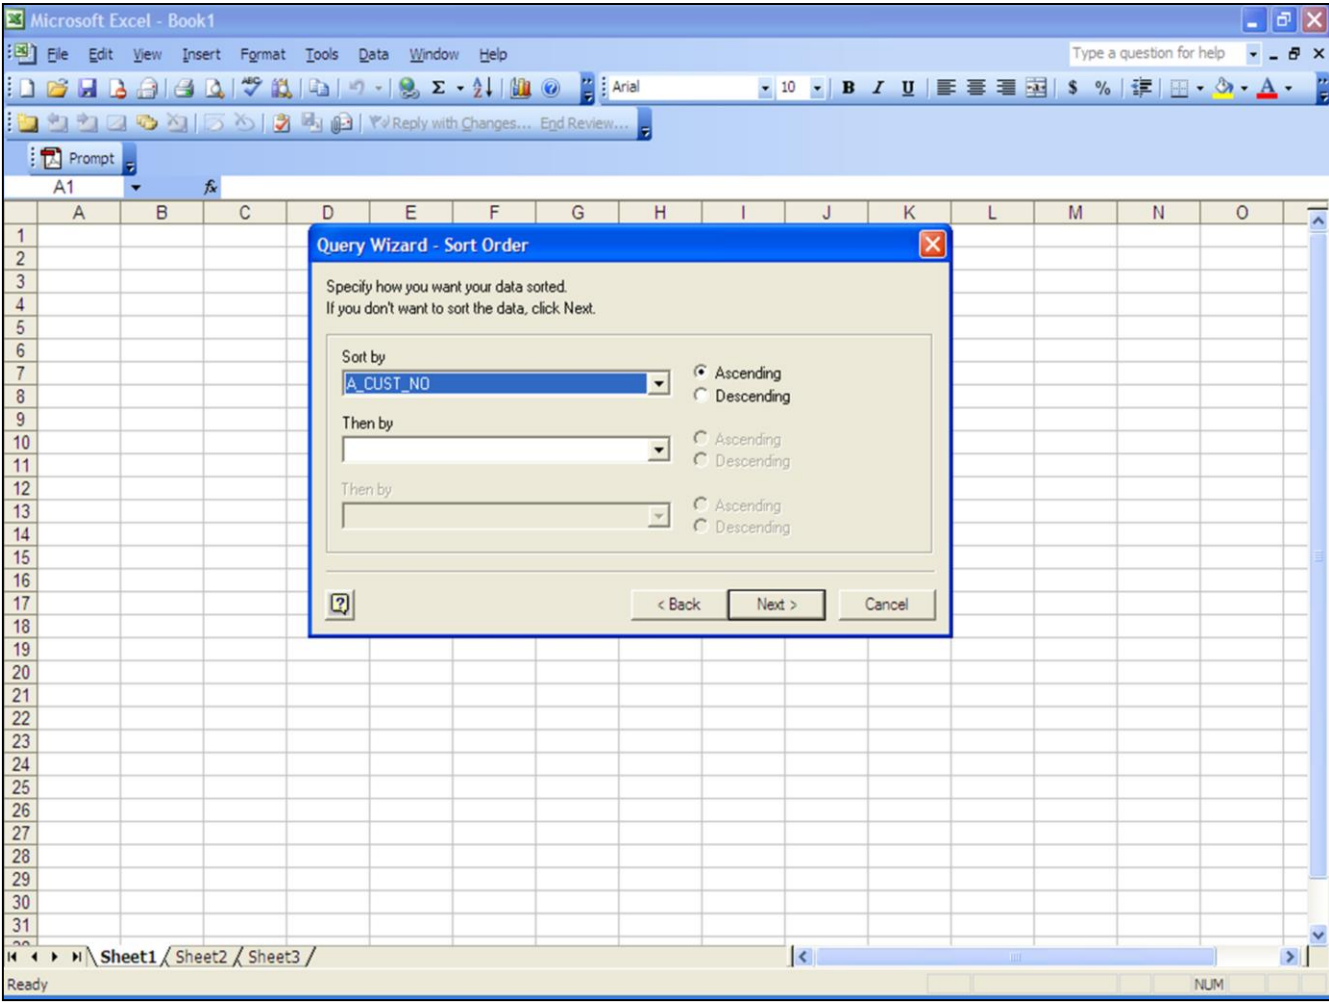 Microsoft Excel - Book1
File Edit View Insert Format Tools Data Window Help Type a question for help
ABC Σ Arial 10 B I U $ % A
Reply with Changes... End Review...
Prompt
A1 fx
A B C D E F G H I J K L M N O
1
2
3
4
5
6
7
8
9
10
11
12
13
14
15
16
17
18
19
20
21
22
23
24
25
26
27
28
29
30
31
Query Wizard - Sort Order
Specify how you want your data sorted.
If you don't want to sort the data, click Next.
Sort by
A_CUST_NO
Ascending
Descending
Then by
Ascending
Descending
Then by
Ascending
Descending
< Back Next > Cancel
Sheet1 Sheet2 Sheet3
Ready NUM